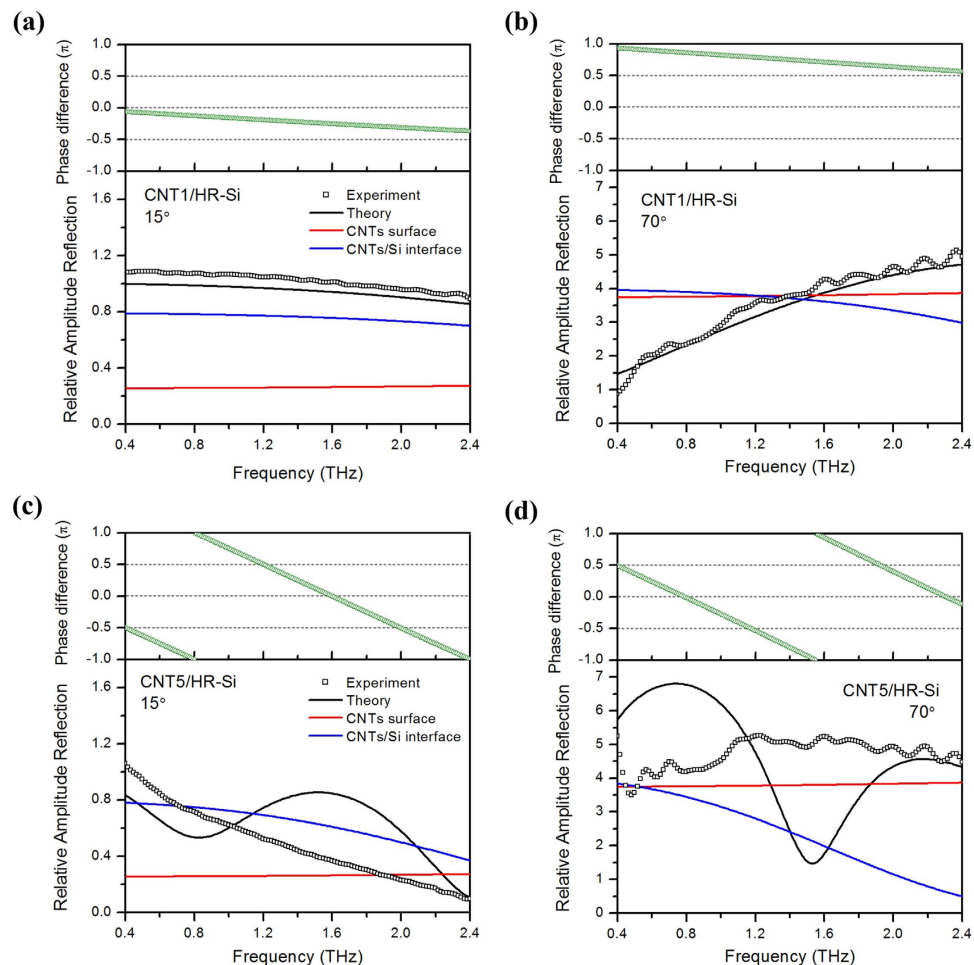 (a)
Phase difference (π)
1.0
0.5
0.0
-0.5
-1.0
Relative Amplitude Reflection
1.6
1.2
0.8
0.4
0.0
CNT1/HR-Si
15°
Experiment
Theory
CNTs surface
CNTs/Si interface
0.4 0.8 1.2 1.6 2.0 2.4
Frequency (THz)
(b)
Phase difference (π)
1.0
0.5
0.0
-0.5
-1.0
Relative Amplitude Reflection
7
6
5
4
3
2
1
0
CNT1/HR-Si
70°
0.4 0.8 1.2 1.6 2.0 2.4
Frequency (THz)
(c)
Phase difference (π)
1.0
0.5
0.0
-0.5
-1.0
Relative Amplitude Reflection
1.6
1.2
0.8
0.4
0.0
CNT5/HR-Si
15°
Experiment
Theory
CNTs surface
CNTs/Si interface
0.4 0.8 1.2 1.6 2.0 2.4
Frequency (THz)
(d)
Phase difference (π)
1.0
0.5
0.0
-0.5
-1.0
Relative Amplitude Reflection
7
6
5
4
3
2
1
0
CNT5/HR-Si
70°
0.4 0.8 1.2 1.6 2.0 2.4
Frequency (THz)